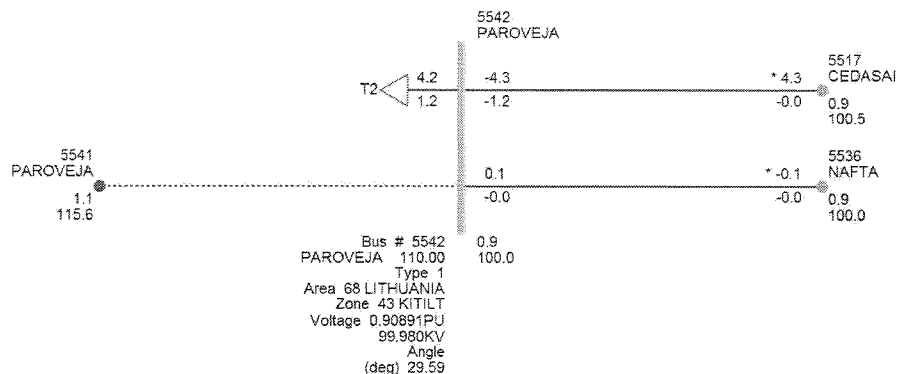 5542
PAROVEJA
5517
CEDASAI
T2
4.2
-4.3
* 4.3
1.2
-1.2
-0.0
0.9
100.5
5541
PAROVEJA
5536
NAFTA
0.1
* -0.1
1.1
-0.0
-0.0
0.9
115.6
100.0
Bus # 5542
0.9
PAROVEJA 110.00
100.0
Type 1
Area 68 LITHUANIA
Zone 43 KITILT
Voltage 0.90891PU
99.980KV
Angle
(deg) 29.59